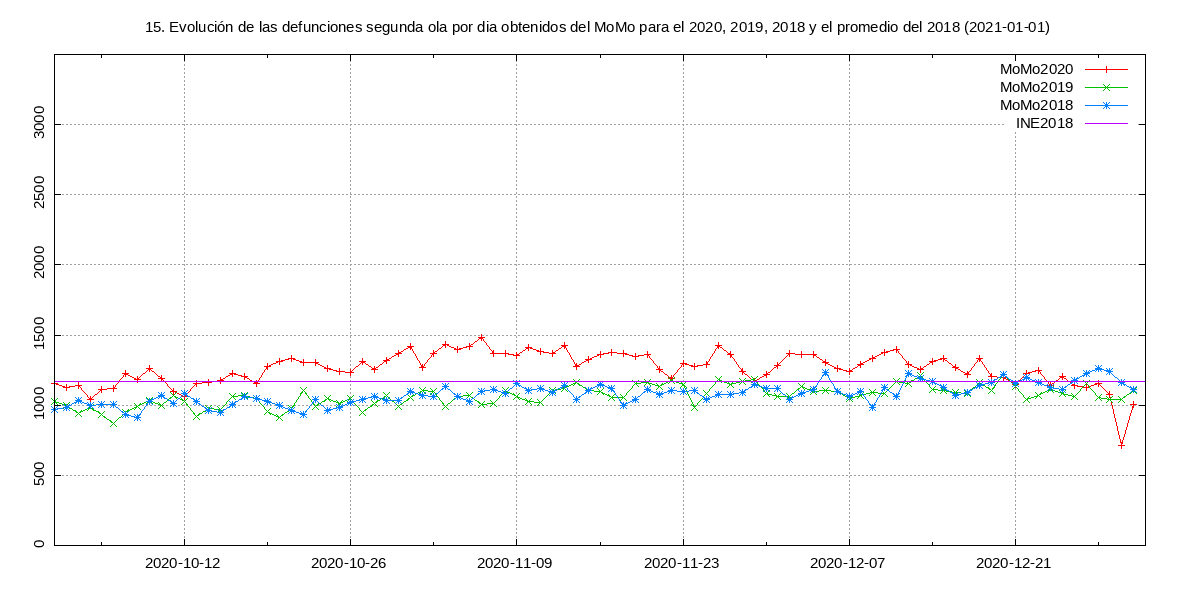 15. Evolución de las defunciones segunda ola por dia obtenidos del MoMo para el 2020, 2019, 2018 y el promedio del 2018 (2021-01-01)
MoMo2020
MoMo2019
MoMo2018
INE2018
3000
2500
2000
1500
1000
500
0
2020-10-12
2020-10-26
2020-11-09
2020-11-23
2020-12-07
2020-12-21